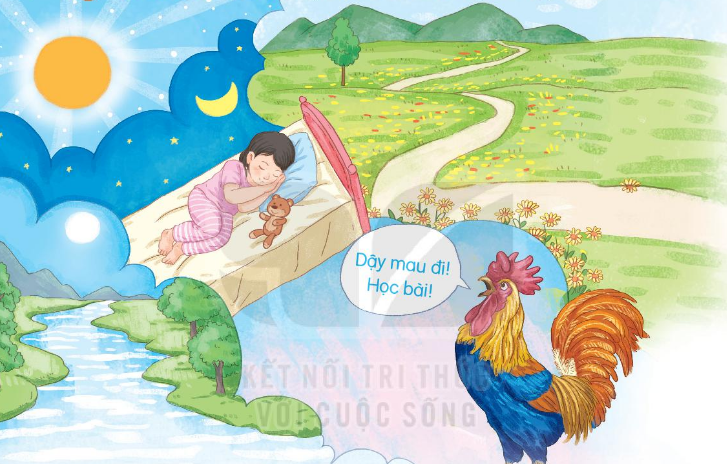 Dậy mau đi!
Học bài!
KẾT NỐI TRI THỨC
VỚI CUỘC SỐNG